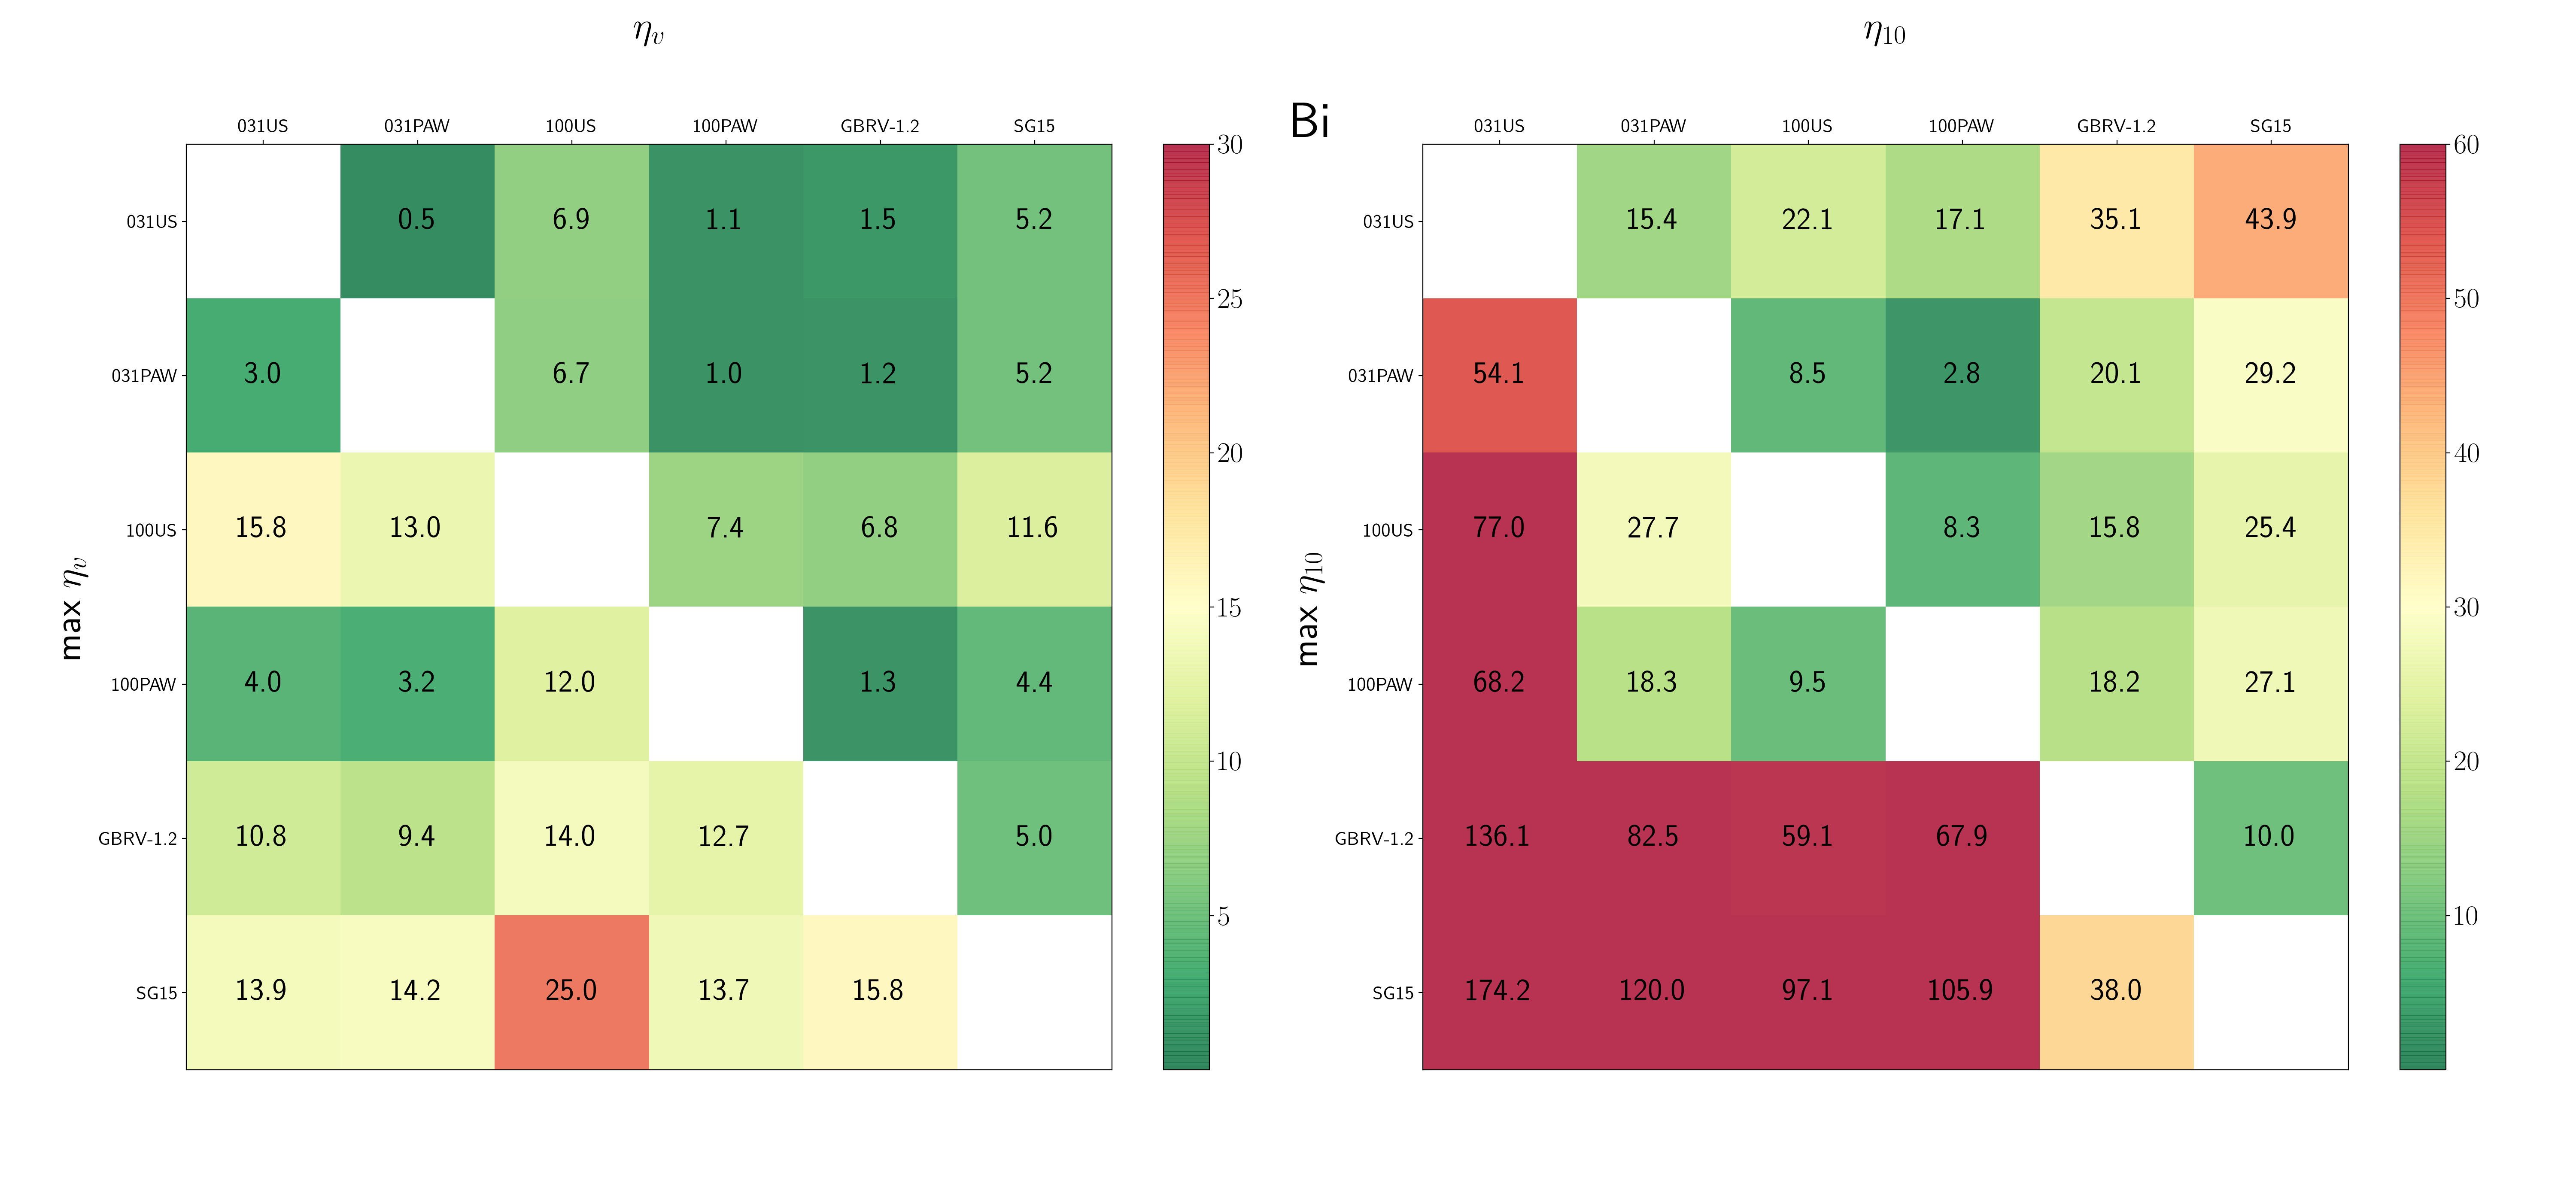 η_v
031US 031PAW 100US 100PAW GBRV-1.2 SG15
max η_v
031US 0.5 6.9 1.1 1.5 5.2
031PAW 3.0 6.7 1.0 1.2 5.2
100US 15.8 13.0 7.4 6.8 11.6
100PAW 4.0 3.2 12.0 1.3 4.4
GBRV-1.2 10.8 9.4 14.0 12.7 5.0
SG15 13.9 14.2 25.0 13.7 15.8
30
25
20
15
10
5
Bi
η_10
031US 031PAW 100US 100PAW GBRV-1.2 SG15
max η_10
031US 15.4 22.1 17.1 35.1 43.9
031PAW 54.1 8.5 2.8 20.1 29.2
100US 77.0 27.7 8.3 15.8 25.4
100PAW 68.2 18.3 9.5 18.2 27.1
GBRV-1.2 136.1 82.5 59.1 67.9 10.0
SG15 174.2 120.0 97.1 105.9 38.0
60
50
40
30
20
10